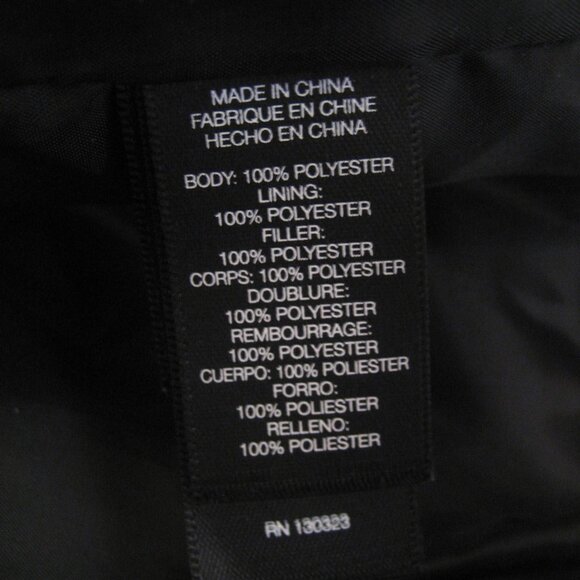 MADE IN CHINA
FABRIQUE EN CHINE
HECHO EN CHINA
BODY: 100% POLYESTER
LINING:
100% POLYESTER
FILLER:
100% POLYESTER
CORPS: 100% POLYESTER
DOUBLURE:
100% POLYESTER
REMBOURRAGE:
100% POLYESTER
CUERPO: 100% POLIESTER
FORRO:
100% POLIESTER
RELLENO:
100% POLIESTER
RN 130323